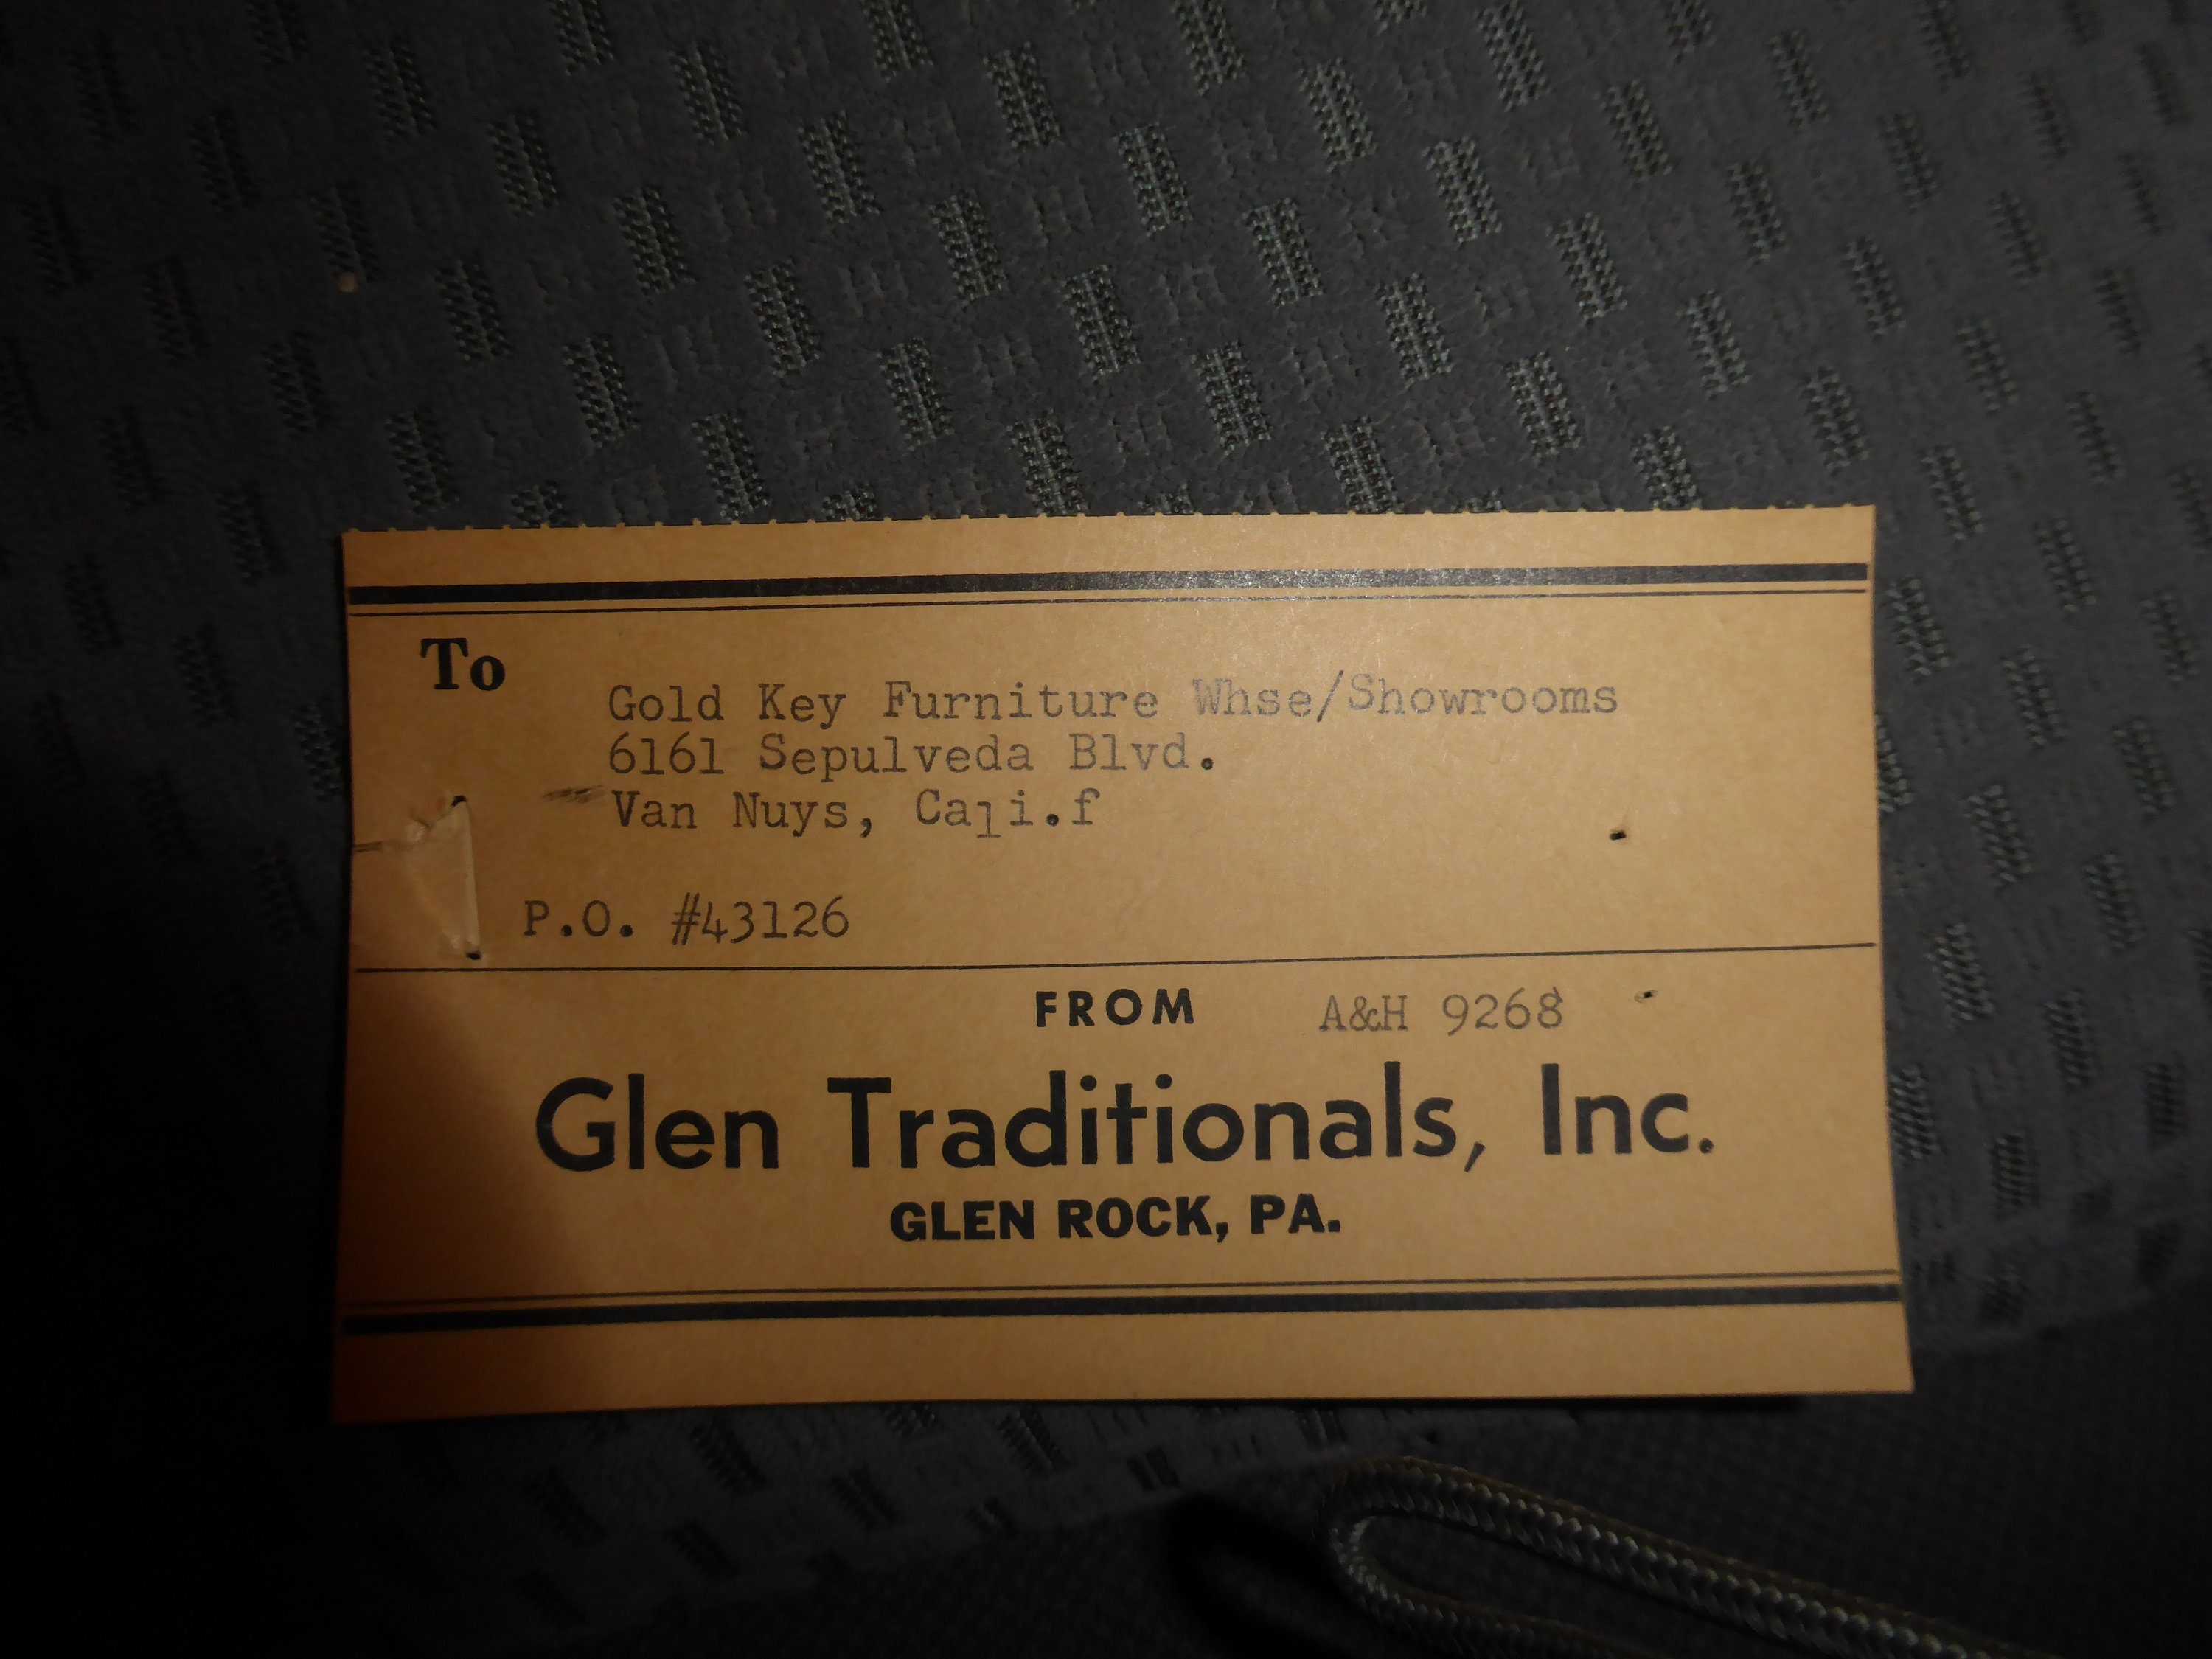 To
Gold Key Furniture Whse/Showrooms
6161 Sepulveda Blvd.
Van Nuys, Cali.f
P.O. #43126
FROM A&H 9268
Glen Traditionals, Inc.
GLEN ROCK, PA.